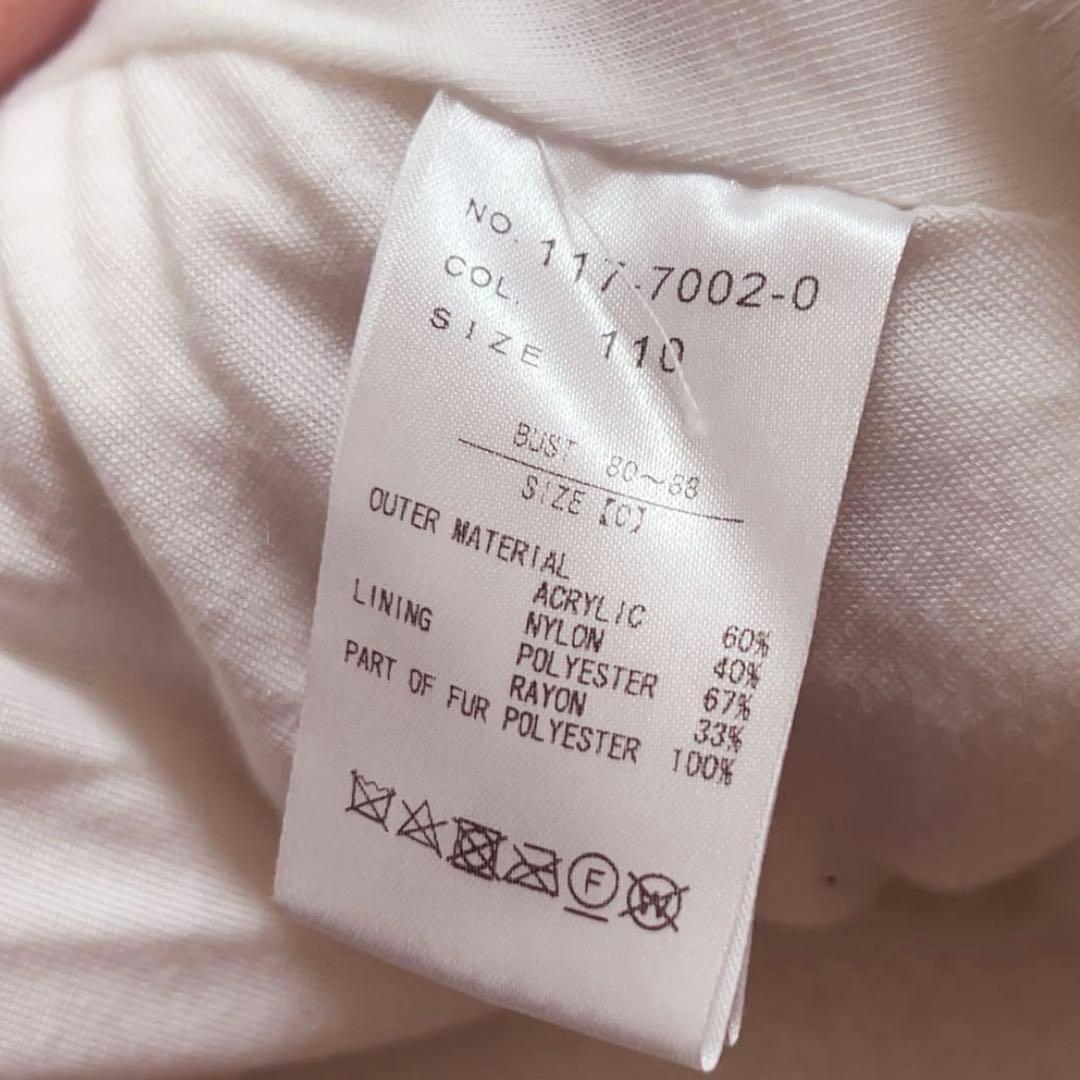 NO. 117-7002-0
COL. 110
SIZE
BUST 80～88
SIZE【0】
OUTER MATERIAL
ACRYLIC 60%
NYLON 40%
LINING POLYESTER 67%
RAYON 33%
PART OF FUR POLYESTER 100%
F
W